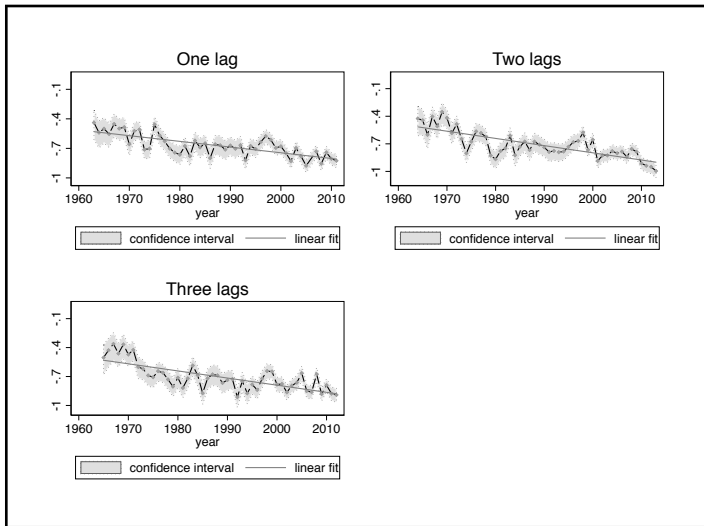 One lag
-.1
-.4
-.7
-1
1960 1970 1980 1990 2000 2010
year
confidence interval linear fit
Two lags
-.1
-.4
-.7
-1
1960 1970 1980 1990 2000 2010
year
confidence interval linear fit
Three lags
-.1
-.4
-.7
-1
1960 1970 1980 1990 2000 2010
year
confidence interval linear fit